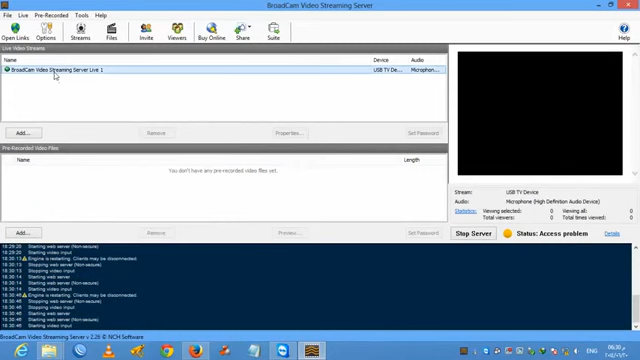 BroadCam Video Streaming Server
File Live Pre-Recorded Tools Help
Open Links Options Streams Files Invite Viewers Buy Online Share Suite Help
Live Video Streams
Name Device Audio
BroadCam Video Streaming Server Live 1 USB TV De... Microphon...
Add... Remove Properties... Set Password
Pre-Recorded Video Files
Name Length
You don't have any pre-recorded video files set.
Add... Remove Preview... Set Password
Stream: USB TV Device
Audio: Microphone (High Definition Audio Device)
Statistics: Viewing selected: 0 Viewing all: 0
Total viewers: 0 Total times viewed: 0
Stop Server Status: Access problem Details
18:29:20 Starting web server (Non-secure)
18:29:20 Starting video input
18:30:13 Engine is restarting. Clients may be disconnected.
18:30:13 Stopping web server (Non-secure)
18:30:13 Stopping video input
18:30:14 Starting web server
18:30:14 Starting web server (Non-secure)
18:30:14 Starting video input
18:30:46 Engine is restarting. Clients may be disconnected.
18:30:46 Stopping web server (Non-secure)
18:30:46 Stopping video input
18:30:46 Starting web server
18:30:46 Starting web server (Non-secure)
18:30:46 Starting video input
BroadCam Video Streaming Server v 2.26 © NCH Software
06:30 م